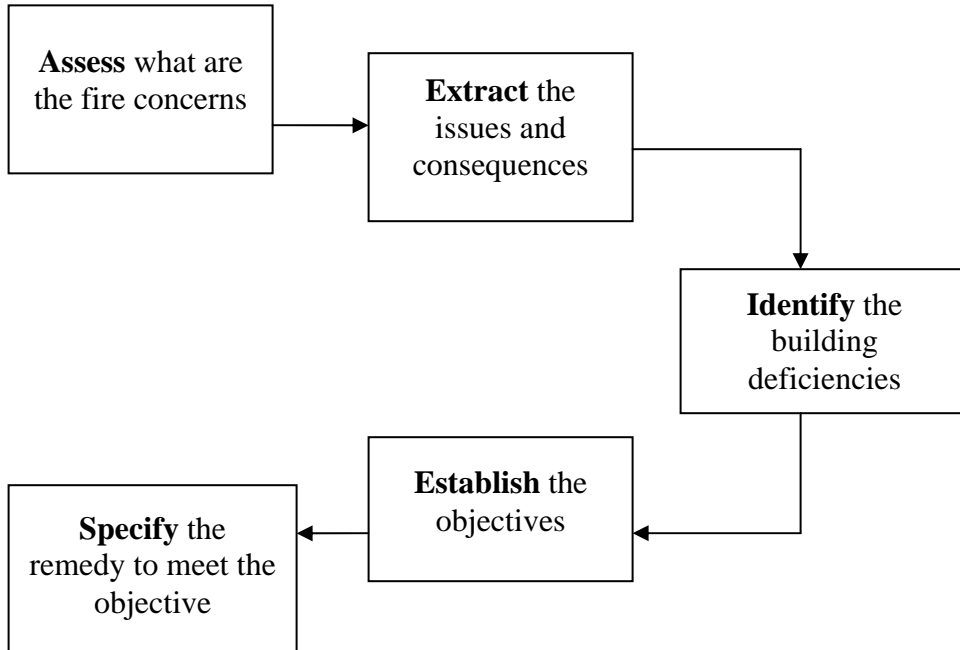 Assess what are
the fire concerns
Extract the
issues and
consequences
Identify the
building
deficiencies
Establish the
objectives
Specify the
remedy to meet the
objective